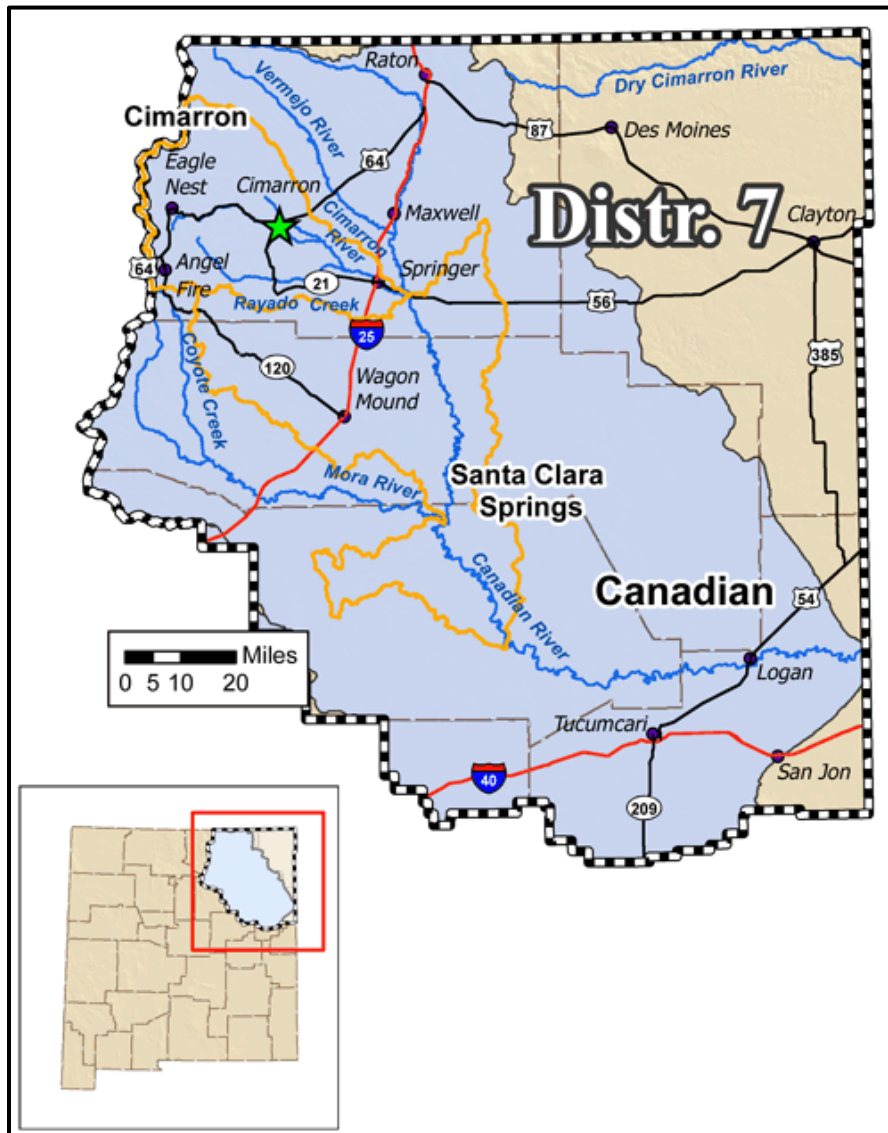 Raton
Dry Cimarron River
Vermejo River
Cimarron
87
Des Moines
Eagle
Nest
64
Cimarron
Distr. 7
Cimarron
River
Maxwell
Clayton
64
Angel
Fire
21
Springer
Rayado Creek
56
25
385
Coyote Creek
120
Wagon
Mound
Mora River
Santa Clara
Springs
Canadian River
Canadian
54
Miles
0 5 10 20
Logan
Tucumcari
San Jon
40
209